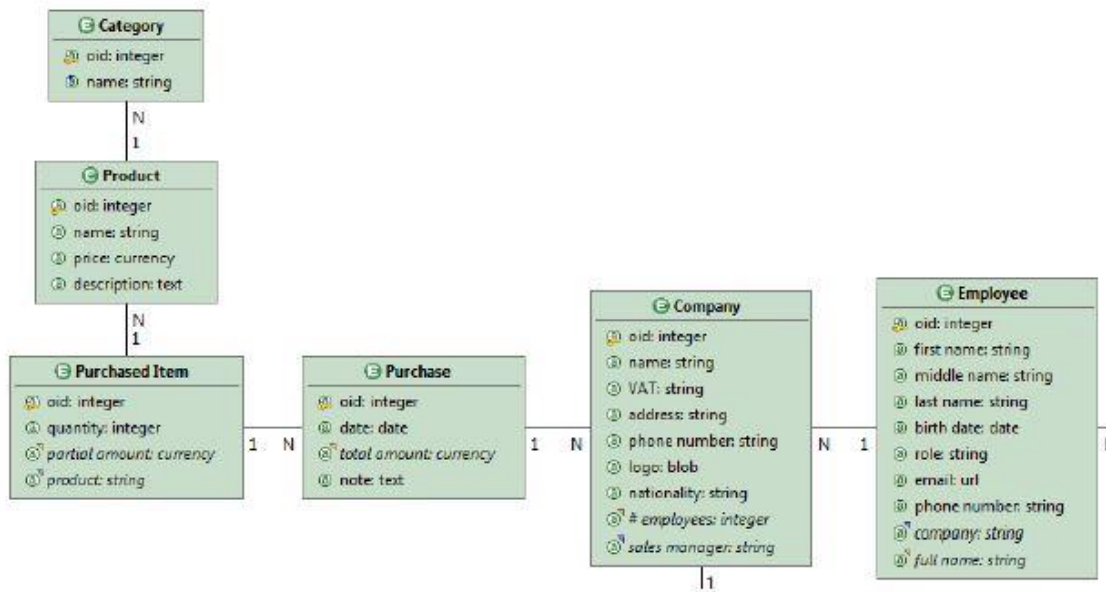 Category
oid: integer
name: string
N
1
Product
oid: integer
name: string
price: currency
description: text
N
1
Purchased Item
oid: integer
quantity: integer
partial amount: currency
product: string
1 N
Purchase
oid: integer
date: date
total amount: currency
note: text
1 N
Company
oid: integer
name: string
VAT: string
address: string
phone number: string
logo: blob
nationality: string
# employees: integer
sales manager: string
1
N 1
Employee
oid: integer
first name: string
middle name: string
last name: string
birth date: date
role: string
email: url
phone number: string
company: string
full name: string